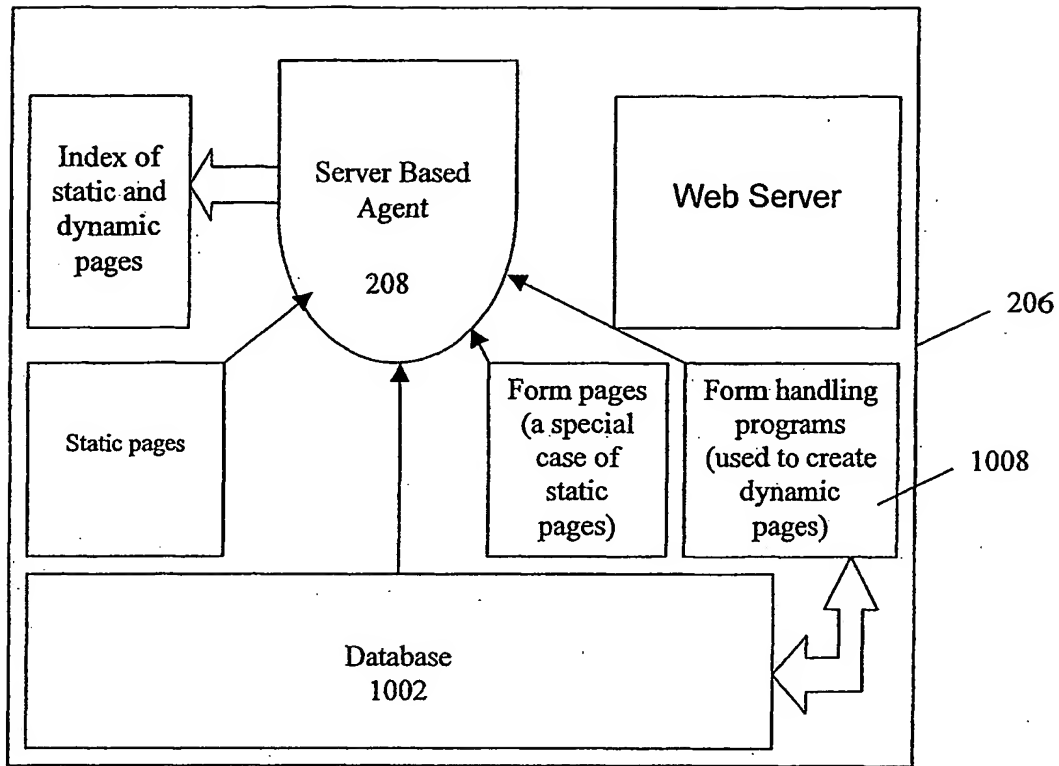 Index of
static and
dynamic
pages
Server Based
Agent
208
Web Server
206
Static pages
Form pages
(a special
case of
static
pages)
Form handling
programs
(used to create
dynamic
pages)
1008
Database
1002